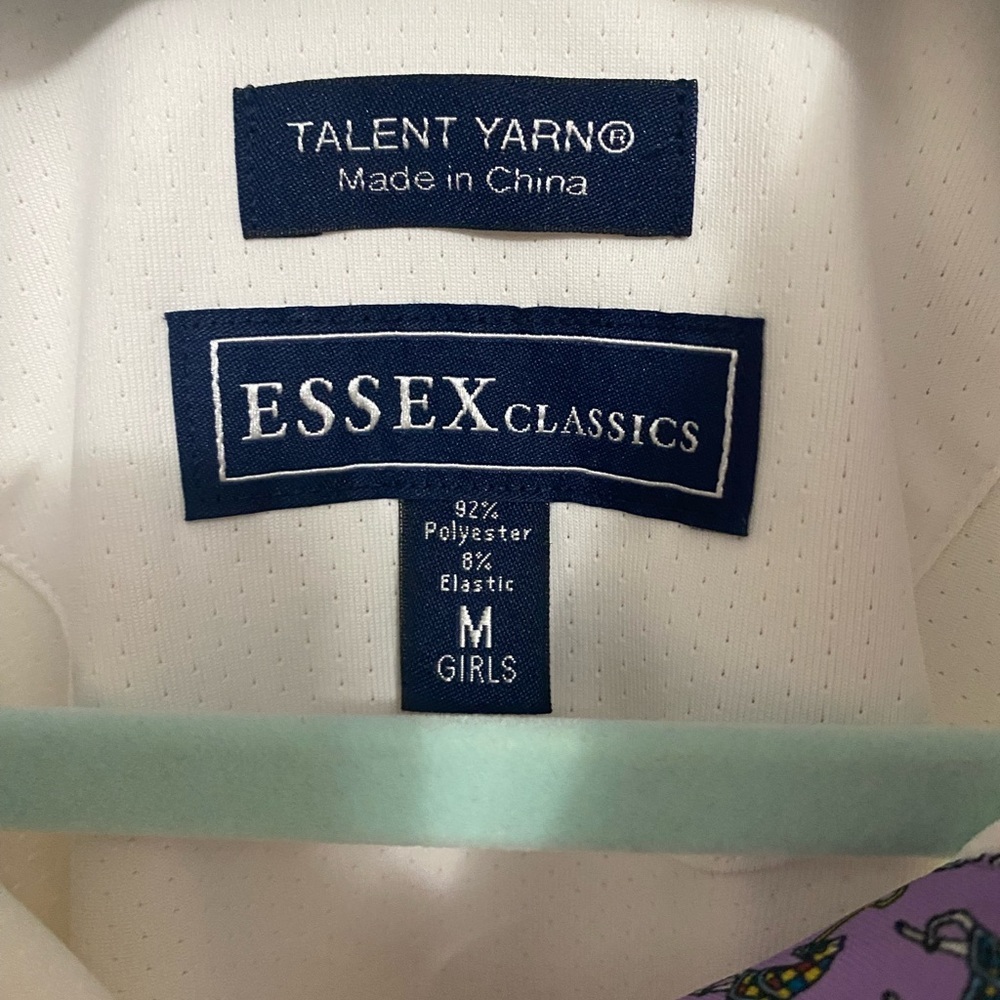 TALENT YARN®
Made in China
ESSEX CLASSICS
92%
Polyester
8%
Elastic
M
GIRLS